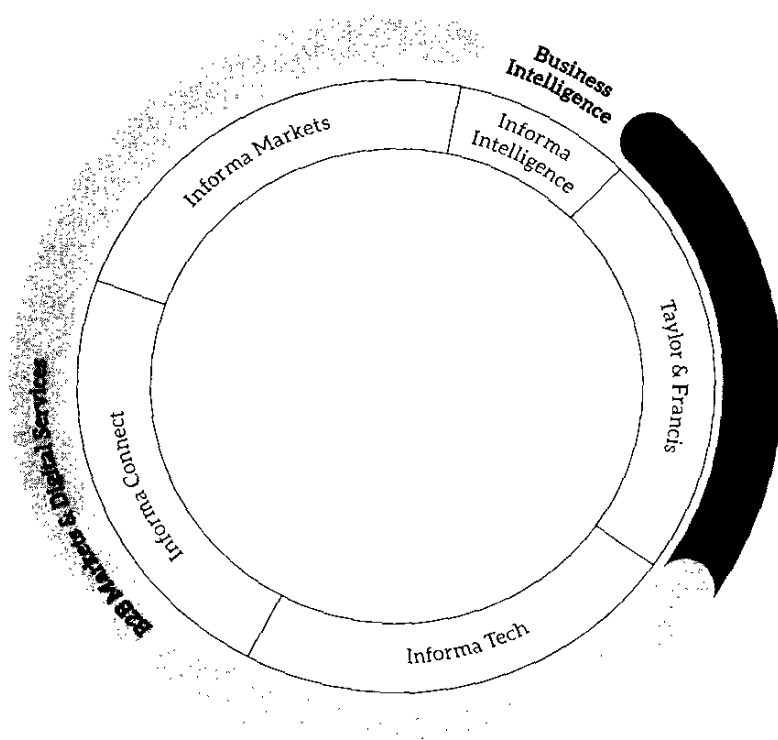 Business
Intelligence
Informa
Intelligence
Informa Markets
Taylor & Francis
B2B Markets & Digital Services
Informa Connect
Informa Tech